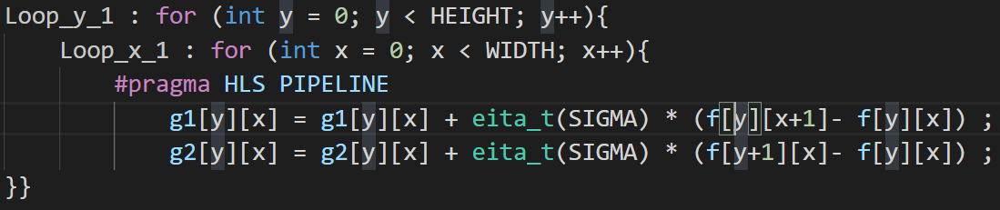 Loop_y_1 : for (int y = 0; y < HEIGHT; y++){
Loop_x_1 : for (int x = 0; x < WIDTH; x++){
#pragma HLS PIPELINE
g1[y][x] = g1[y][x] + eita_t(SIGMA) * (f[y][x+1]- f[y][x]) ;
g2[y][x] = g2[y][x] + eita_t(SIGMA) * (f[y+1][x]- f[y][x]) ;
}}